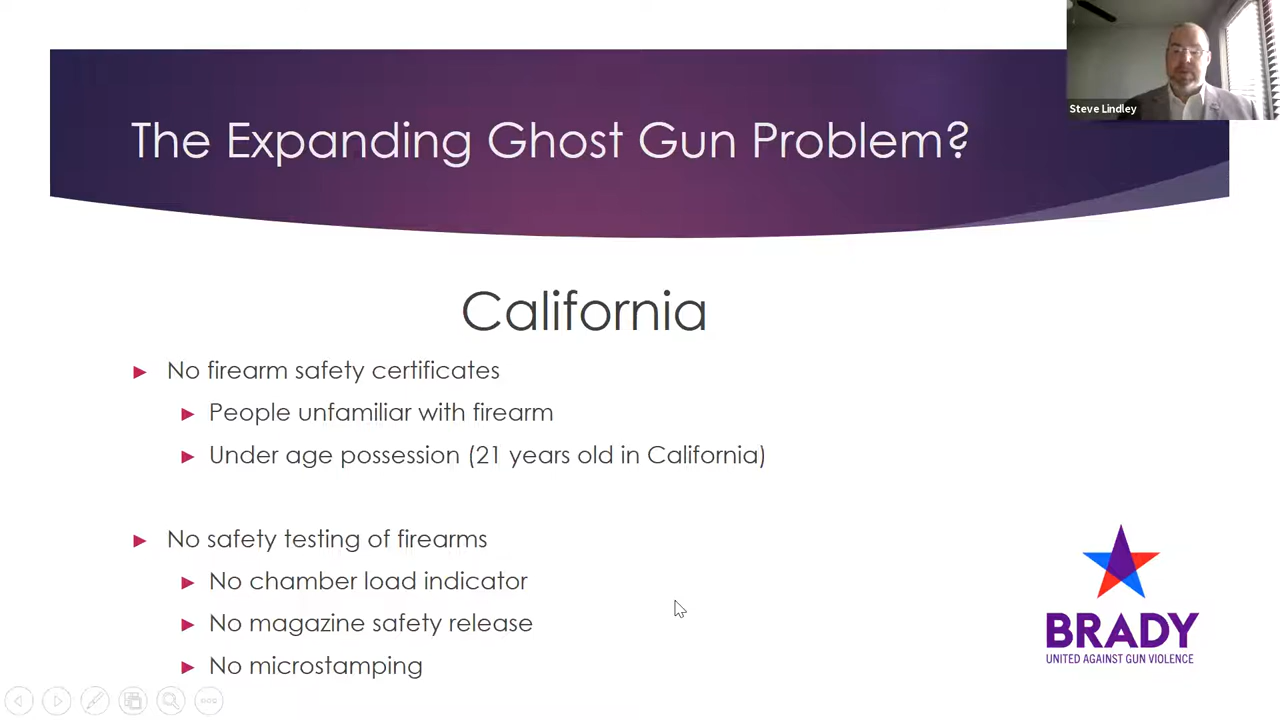 Steve Lindley
The Expanding Ghost Gun Problem?
California
No firearm safety certificates
People unfamiliar with firearm
Under age possession (21 years old in California)
No safety testing of firearms
No chamber load indicator
No magazine safety release
No microstamping
BRADY
UNITED AGAINST GUN VIOLENCE